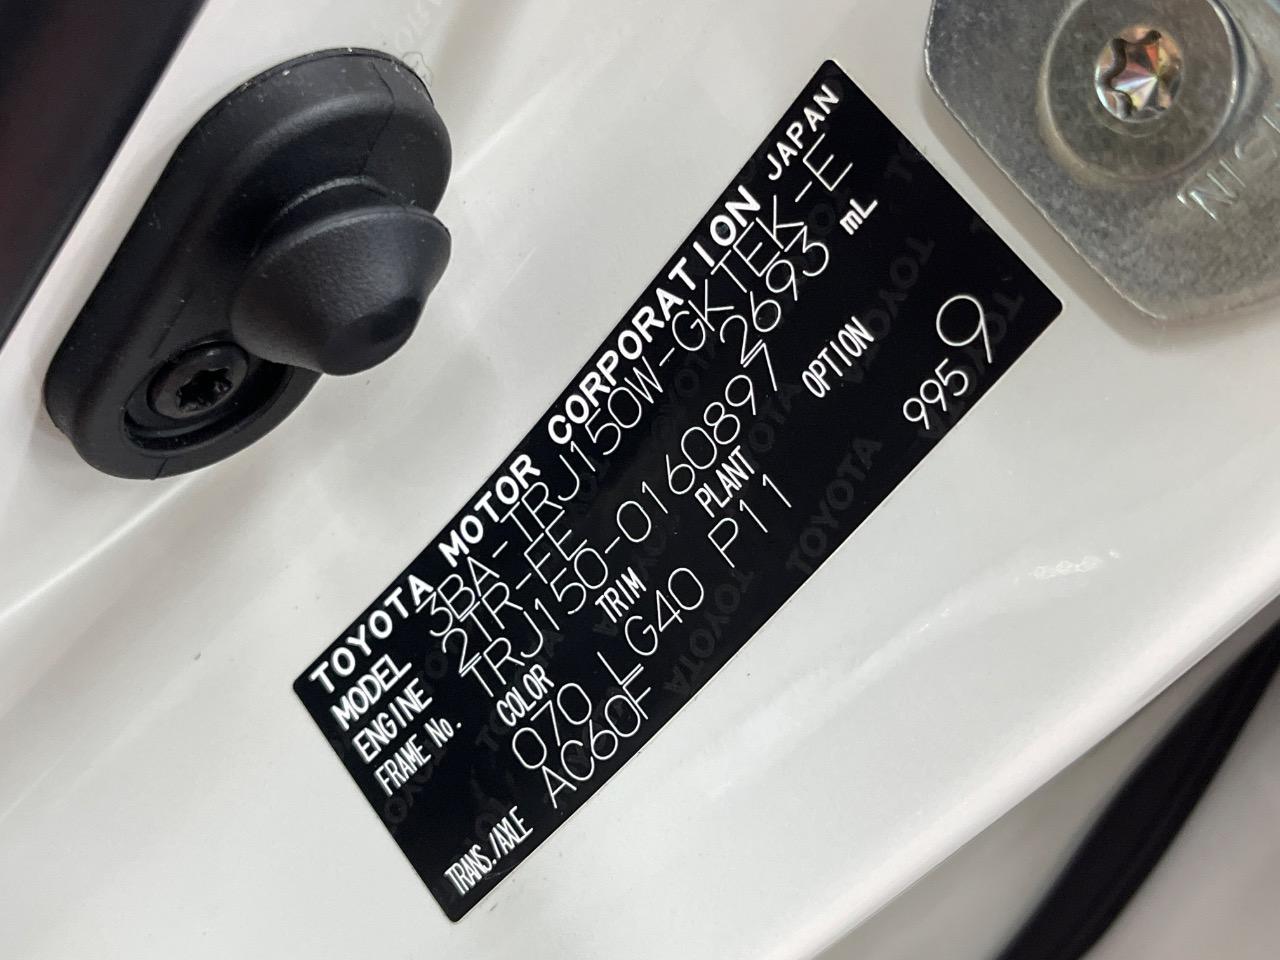 TOYOTA MOTOR CORPORATION JAPAN
MODEL 3BA-TRJ150W-GKTEK-E
ENGINE 2TR-FE 2693 mL
FRAME No. TRJ150-0160897
COLOR TRIM PLANT OPTION
070 LG40 P11 9959
TRANS./AXLE AC60F